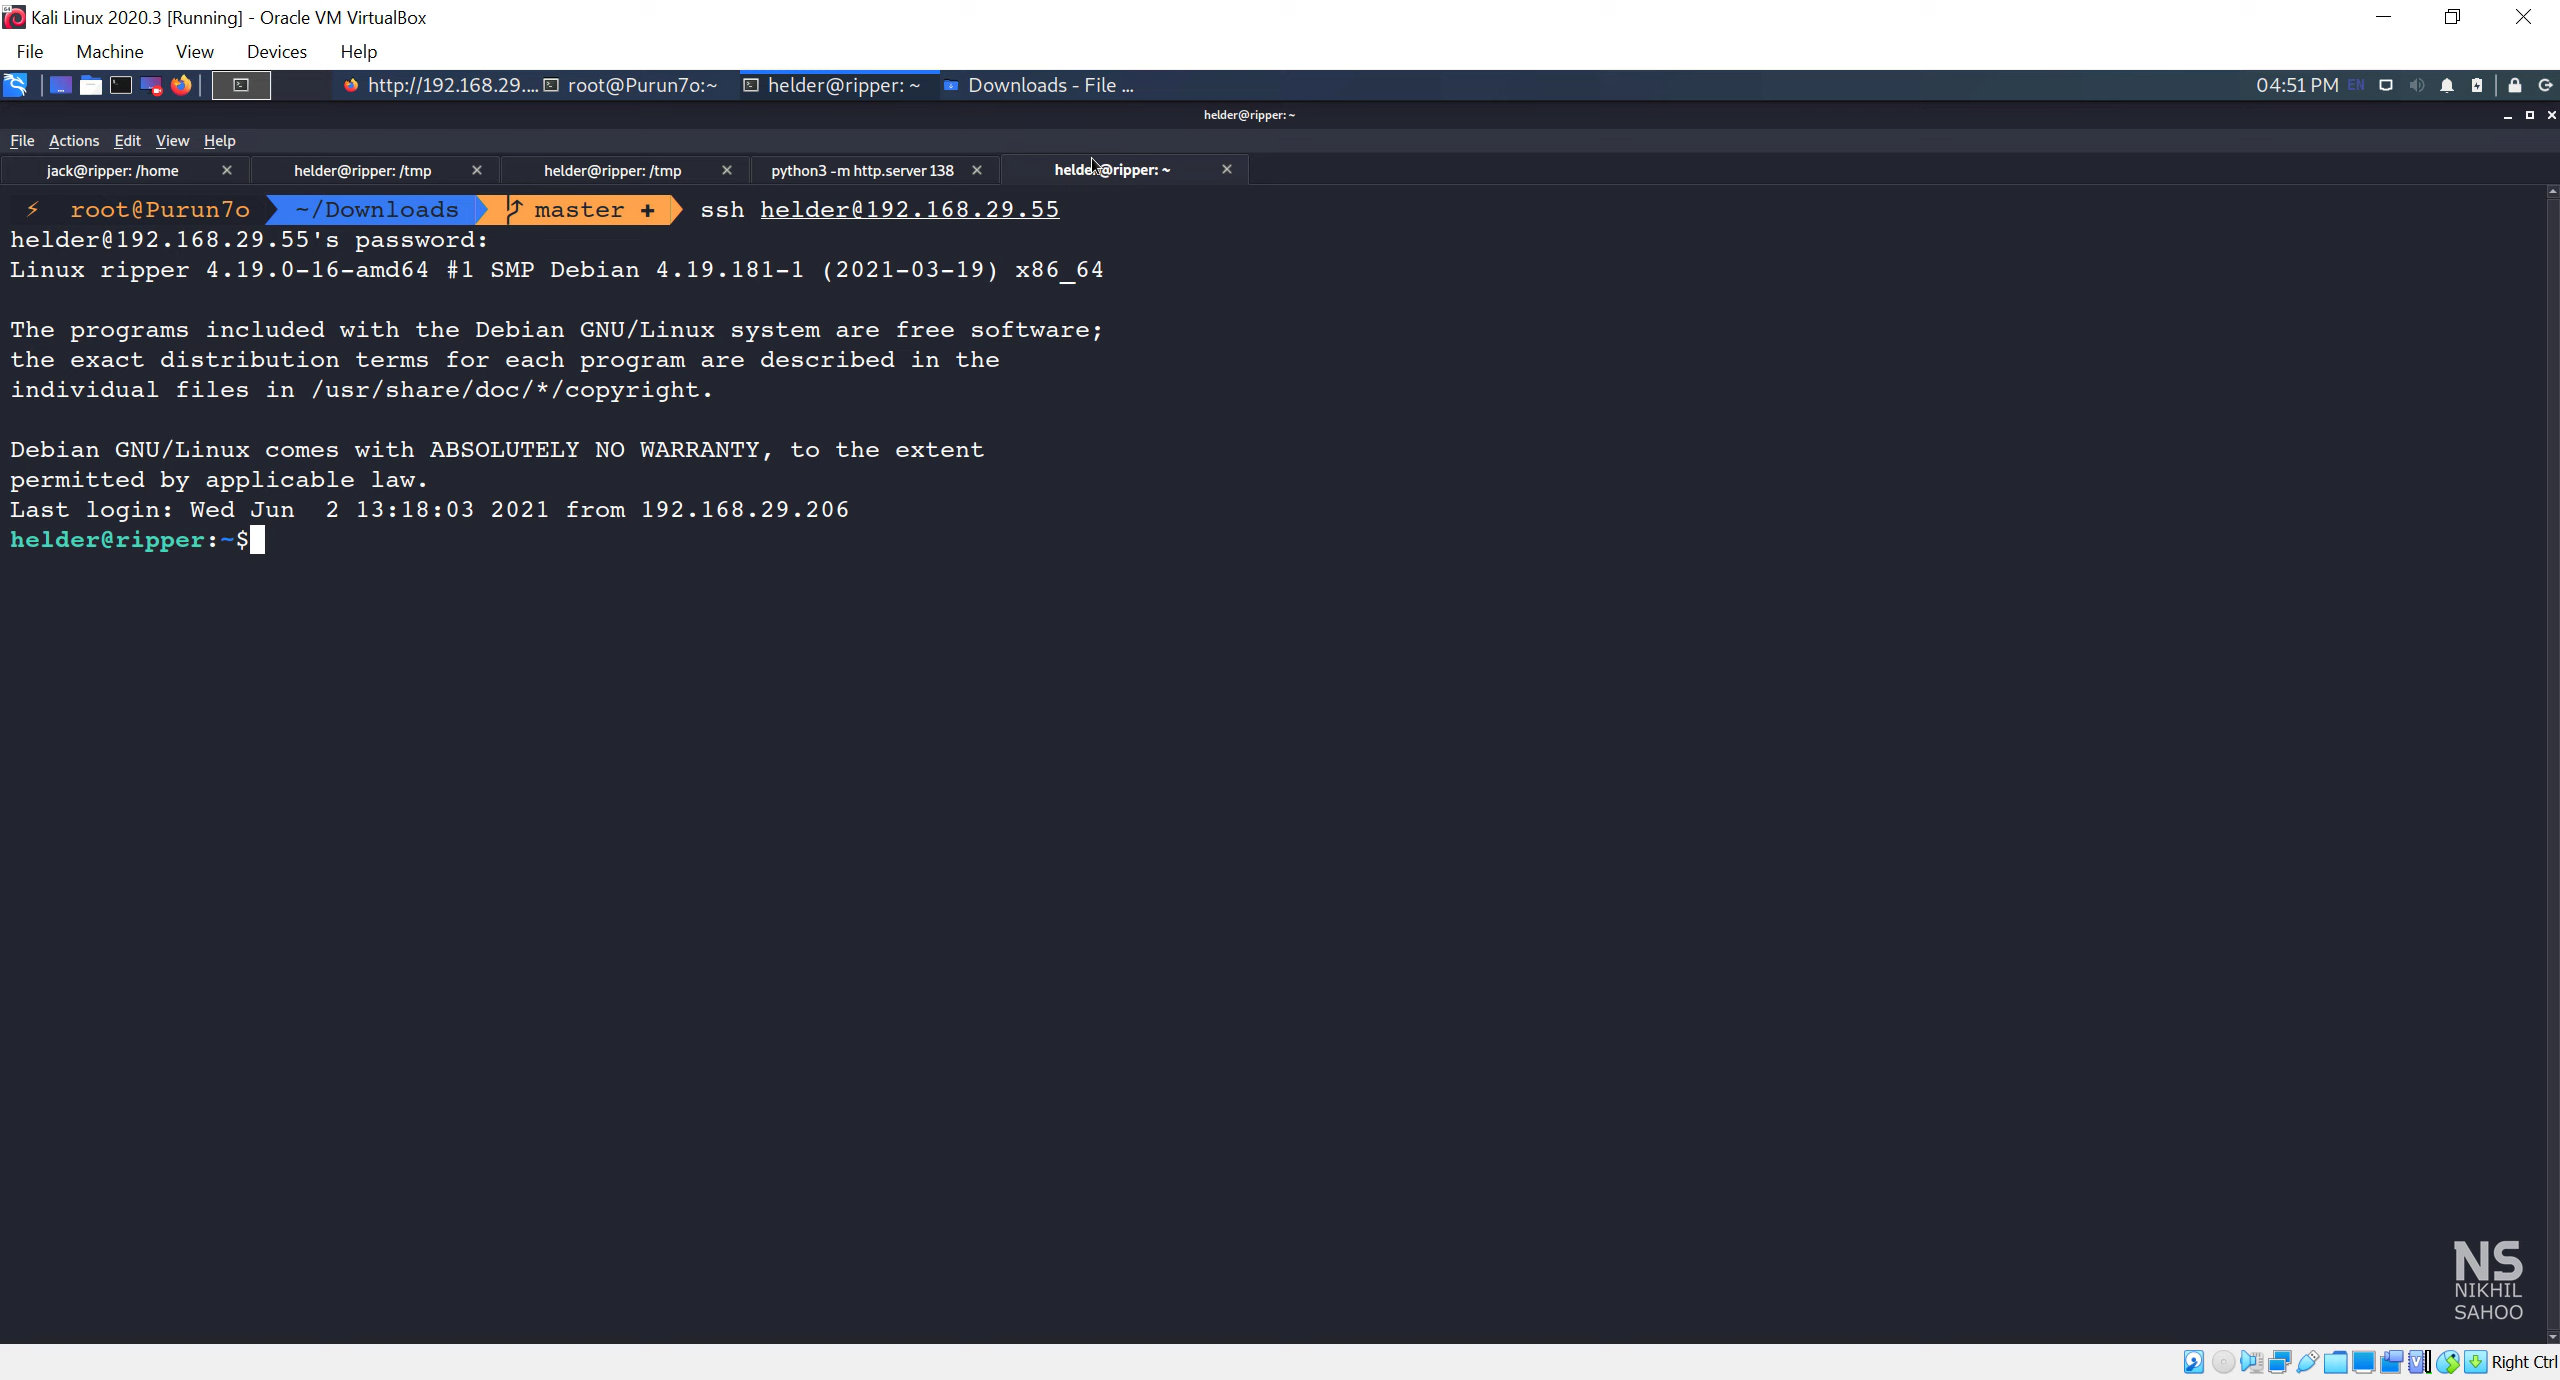 Kali Linux 2020.3 [Running] - Oracle VM VirtualBox
File Machine View Devices Help
http://192.168.29.... root@Purun7o:~ helder@ripper: ~ Downloads - File ... 04:51 PM EN
helder@ripper: ~
File Actions Edit View Help
jack@ripper: /home helder@ripper: /tmp helder@ripper: /tmp python3 -m http.server 138 helder@ripper: ~
root@Purun7o ~/Downloads master + ssh helder@192.168.29.55
helder@192.168.29.55's password:
Linux ripper 4.19.0-16-amd64 #1 SMP Debian 4.19.181-1 (2021-03-19) x86_64
The programs included with the Debian GNU/Linux system are free software;
the exact distribution terms for each program are described in the
individual files in /usr/share/doc/*/copyright.
Debian GNU/Linux comes with ABSOLUTELY NO WARRANTY, to the extent
permitted by applicable law.
Last login: Wed Jun  2 13:18:03 2021 from 192.168.29.206
helder@ripper:~$
NS
NIKHIL
SAHOO
Right Ctrl